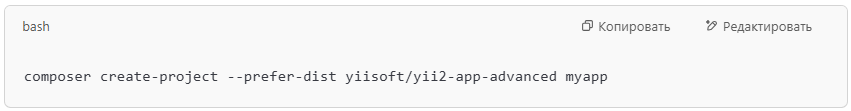 bash
Копировать
Редактировать
composer create-project --prefer-dist yiisoft/yii2-app-advanced myapp